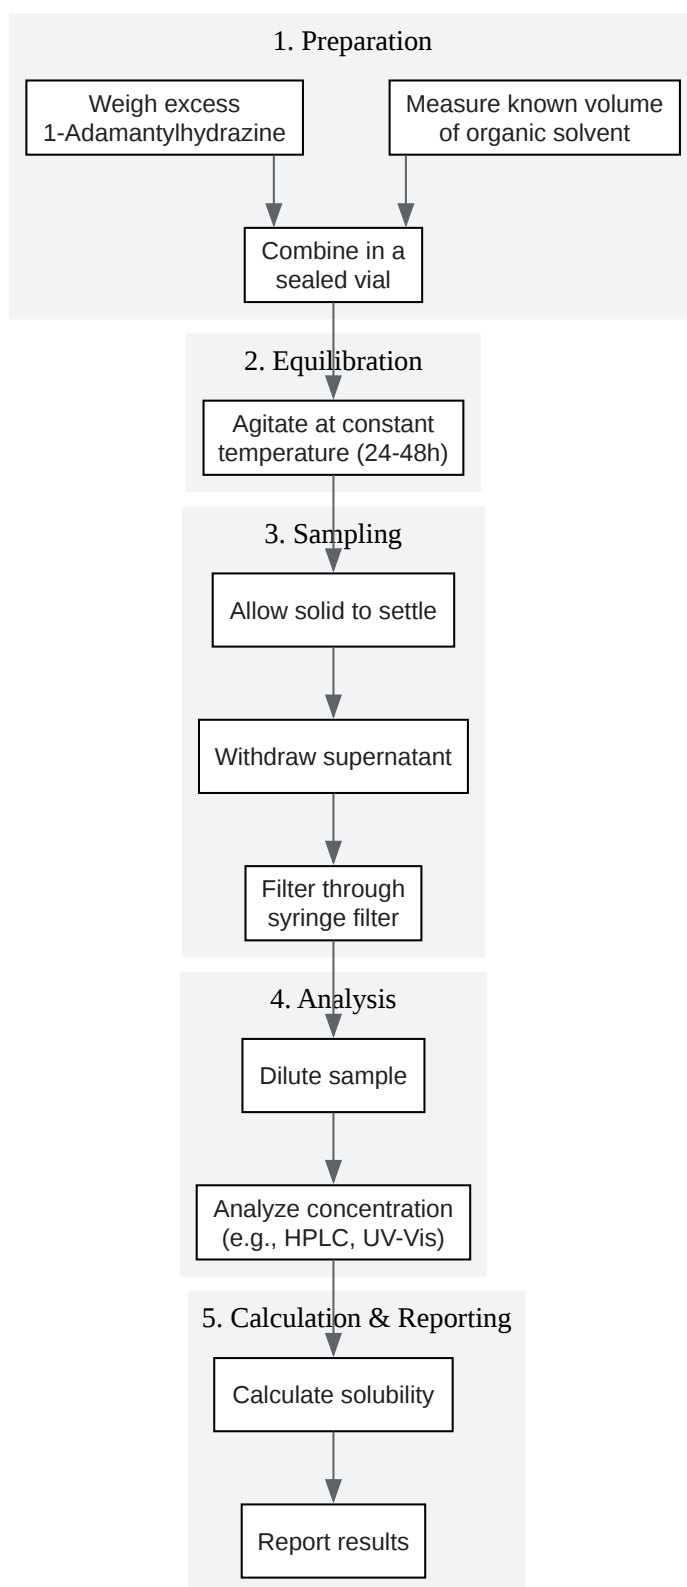 1. Preparation
Weigh excess
1-Adamantylhydrazine
Measure known volume
of organic solvent
Combine in a
sealed vial
2. Equilibration
Agitate at constant
temperature (24-48h)
3. Sampling
Allow solid to settle
Withdraw supernatant
Filter through
syringe filter
4. Analysis
Dilute sample
Analyze concentration
(e.g., HPLC, UV-Vis)
5. Calculation & Reporting
Calculate solubility
Report results